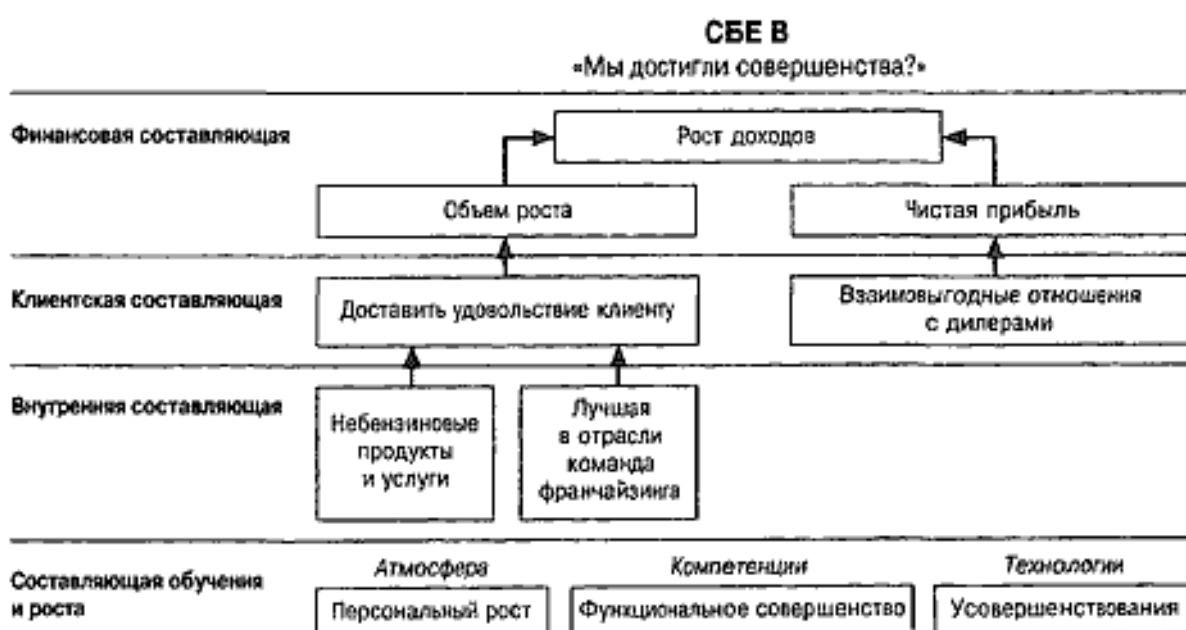 СБЕ В
«Мы достигли совершенства?»
Финансовая составляющая
Рост доходов
Объем роста
Чистая прибыль
Клиентская составляющая
Доставить удовольствие клиенту
Взаимовыгодные отношения
с дилерами
Внутренняя составляющая
Небензиновые
продукты
и услуги
Лучшая
в отрасли
команда
франчайзинга
Составляющая обучения
и роста
Атмосфера
Персональный рост
Компетенции
Функциональное совершенство
Технологии
Усовершенствования